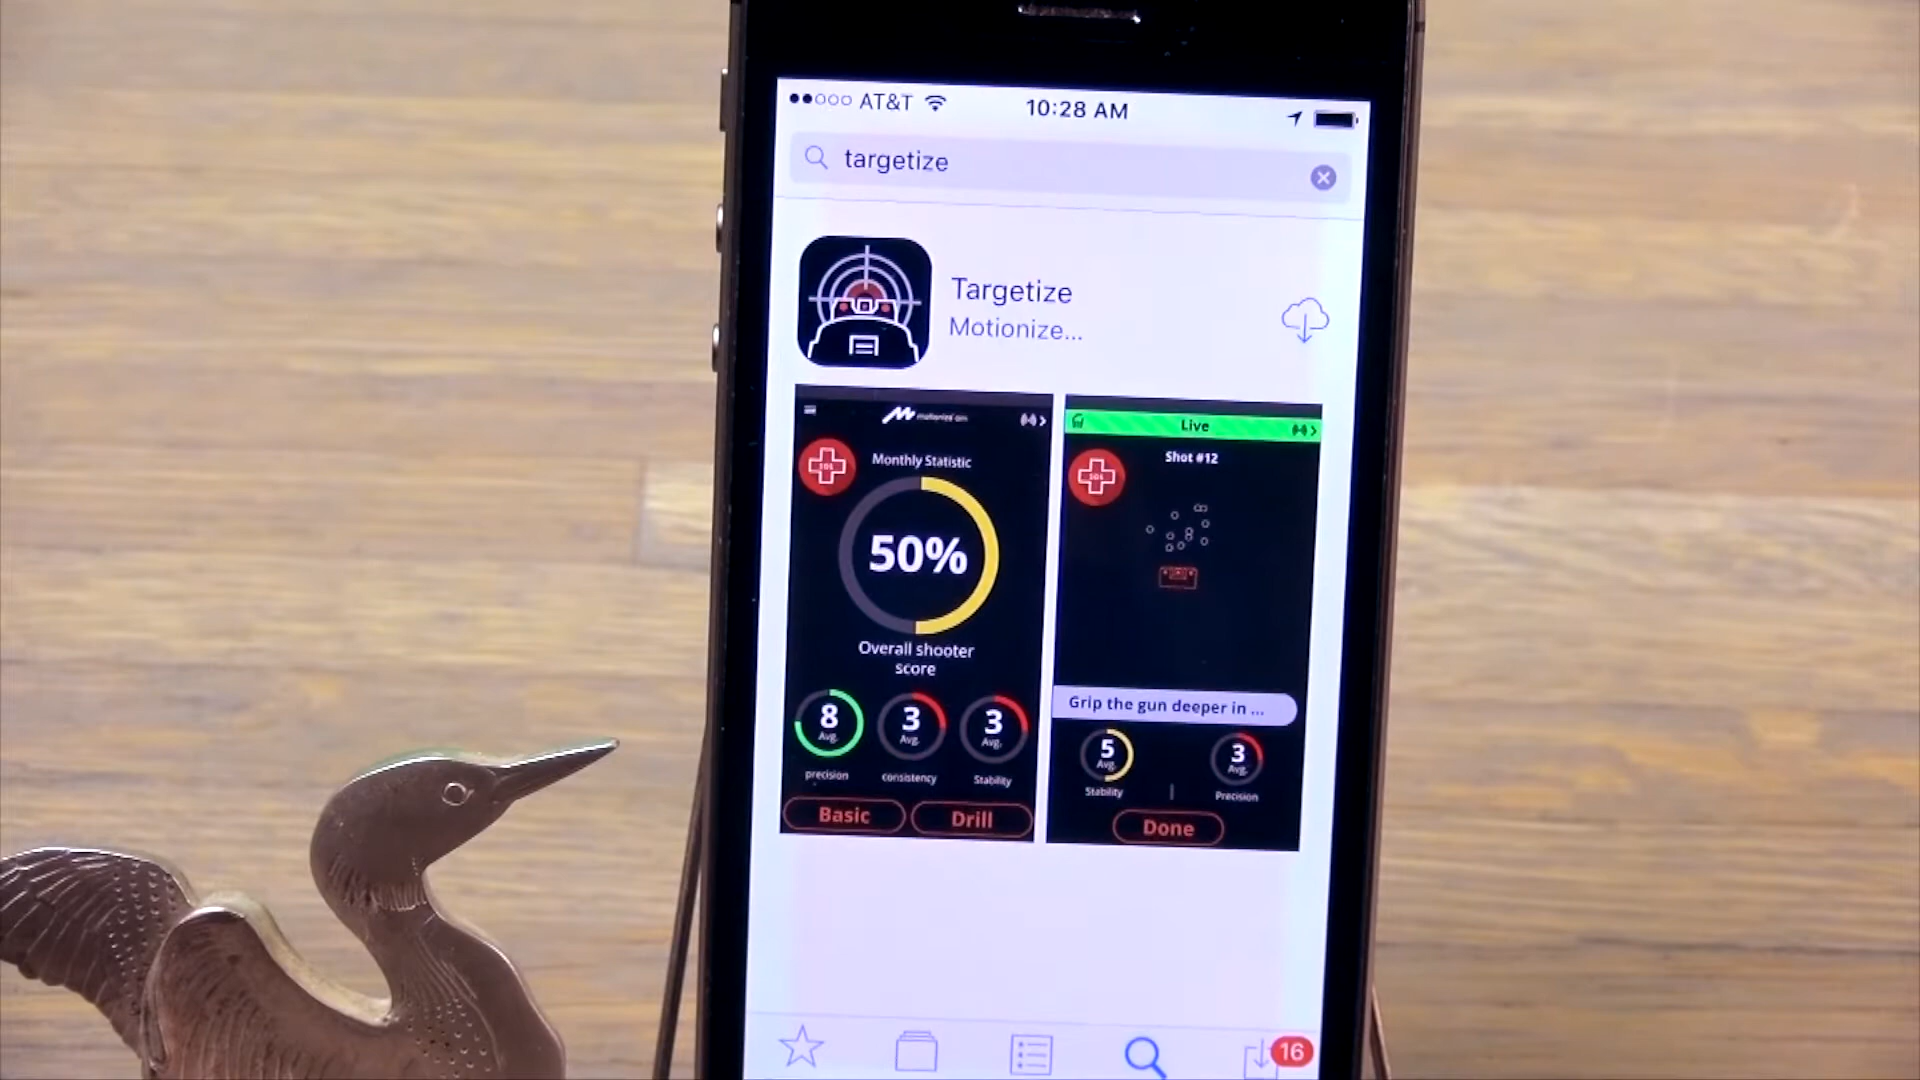 AT&T
10:28 AM
targetize
Targetize
Motionize...
Monthly Statistic
50%
Overall shooter
score
8
Avg.
precision
3
Avg.
consistency
3
Avg.
Stability
Basic
Drill
Live
Shot #12
Grip the gun deeper in ...
5
Avg.
Stability
3
Avg.
Precision
Done
16